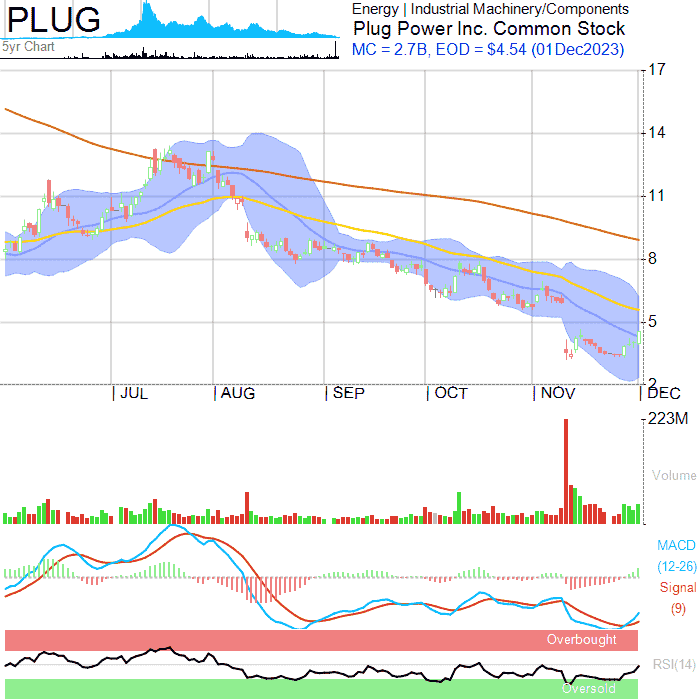 PLUG
5yr Chart
Energy | Industrial Machinery/Components
Plug Power Inc. Common Stock
MC = 2.7B, EOD = $4.54 (01Dec2023)
17
14
11
8
5
2
JUL AUG SEP OCT NOV DEC
223M
Volume
MACD
(12-26)
Signal
(9)
Overbought
RSI(14)
Oversold